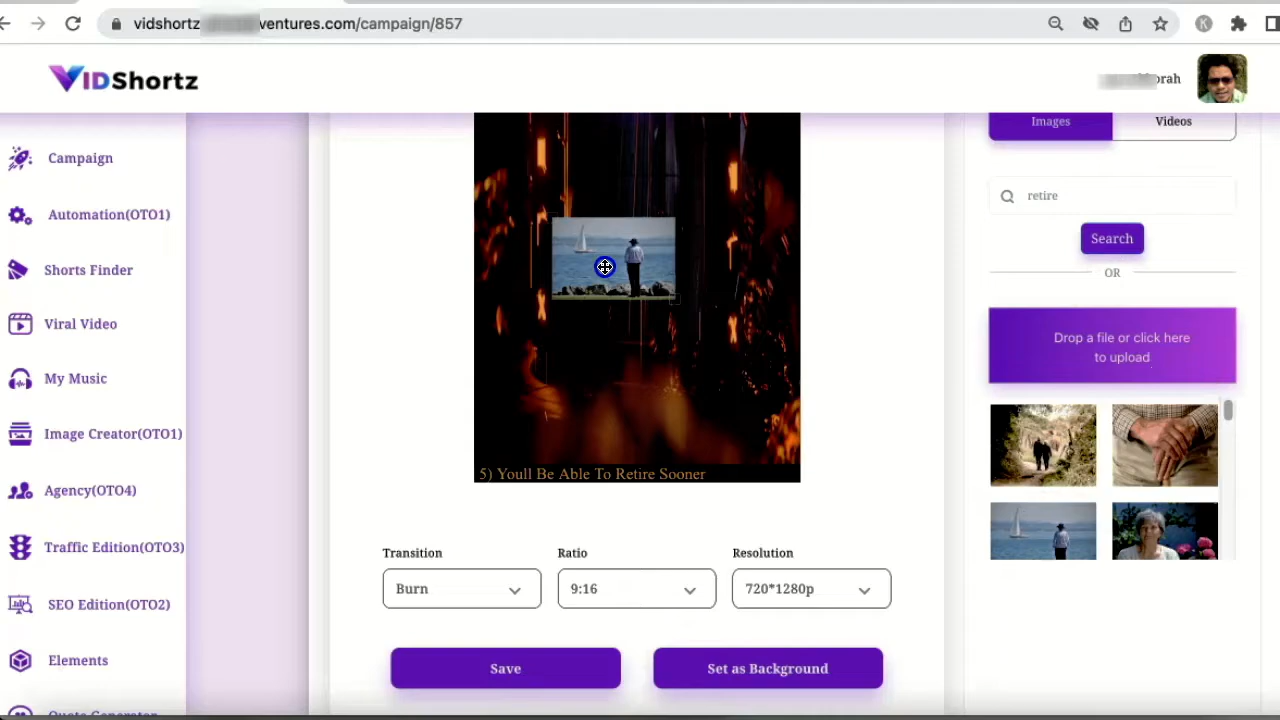 vidshortz
ventures.com/campaign/857
VIDShortz
orah
Campaign
Automation(OTO1)
Shorts Finder
Viral Video
My Music
Image Creator(OTO1)
Agency(OTO4)
Traffic Edition(OTO3)
SEO Edition(OTO2)
Elements
5) Youll Be Able To Retire Sooner
Transition
Ratio
Resolution
Burn
9:16
720*1280p
Save
Set as Background
Images
Videos
retire
Search
OR
Drop a file or click here
to upload
K